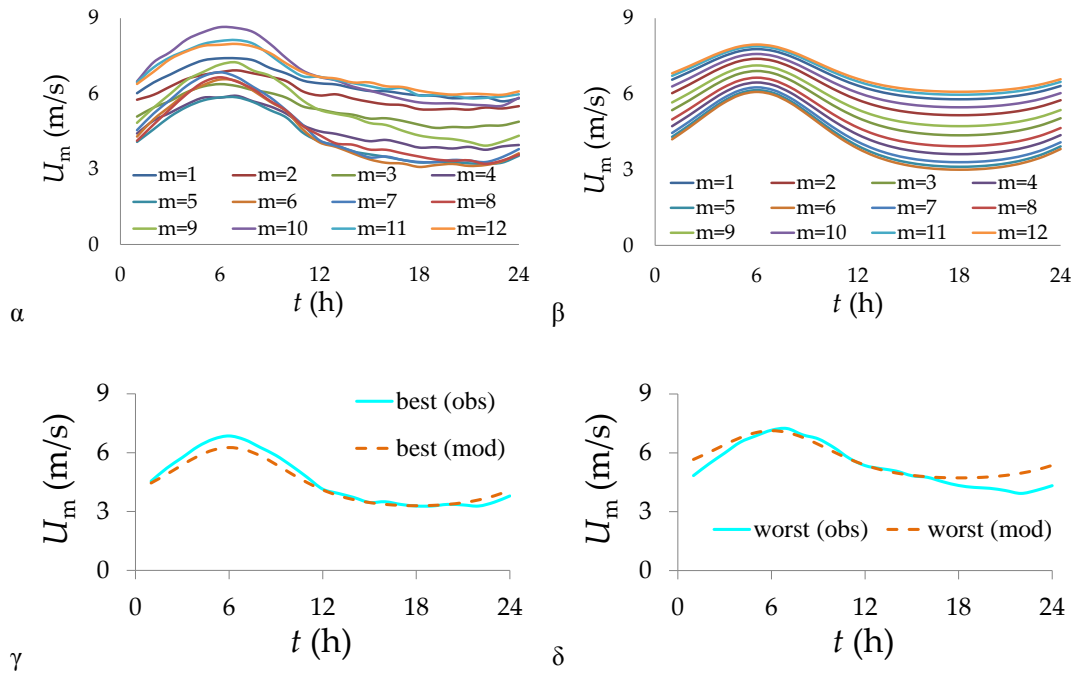 9
6
3
0
U_m (m/s)
m=1 m=2 m=3 m=4
m=5 m=6 m=7 m=8
m=9 m=10 m=11 m=12
0 6 12 18 24
t (h)
α
9
6
3
0
U_m (m/s)
m=1 m=2 m=3 m=4
m=5 m=6 m=7 m=8
m=9 m=10 m=11 m=12
0 6 12 18 24
t (h)
β
9
6
3
0
U_m (m/s)
best (obs)
best (mod)
0 6 12 18 24
t (h)
γ
9
6
3
0
U_m (m/s)
worst (obs) worst (mod)
0 6 12 18 24
t (h)
δ